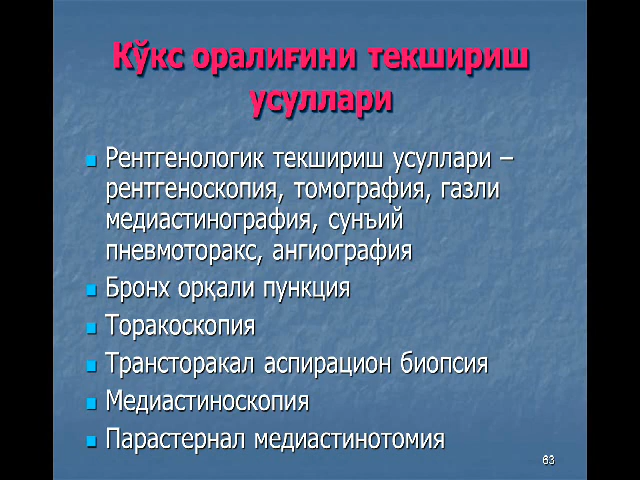 Кўкс оралиғини текшириш
усуллари
Рентгенологик текшириш усуллари –
рентгеноскопия, томография, газли
медиастинография, сунъий
пневмоторакс, ангиография
Бронх орқали пункция
Торакоскопия
Трансторакал аспирацион биопсия
Медиастиноскопия
Парастернал медиастинотомия
63